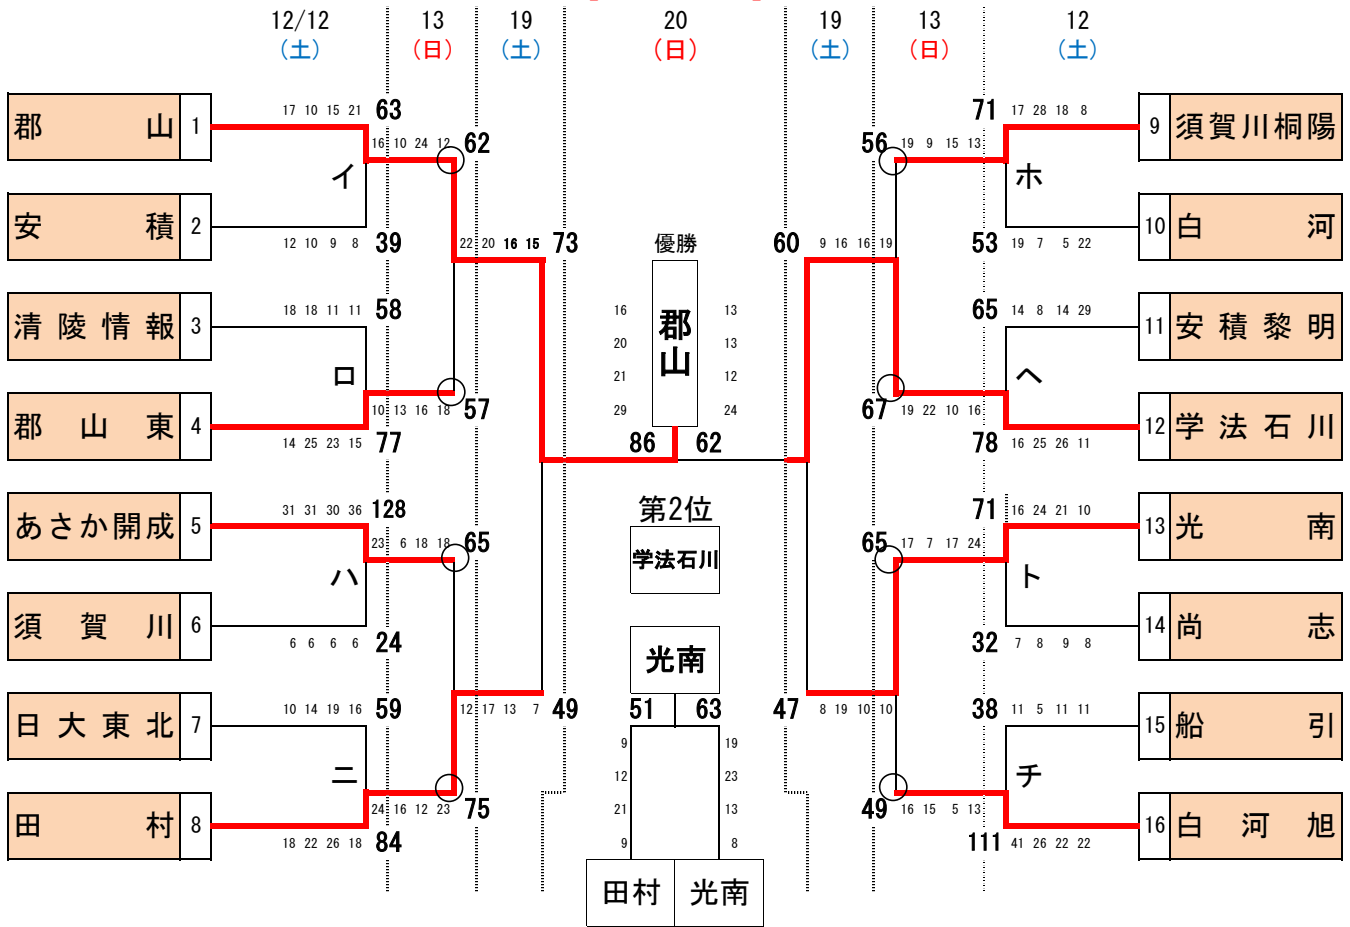 12/12 13 19 20 19 13 12
(土) (日) (土) (日) (土) (日) (土)
郡 山 1 17 10 15 21 63
16 10 24 12 62
イ
安 積 2 12 10 9 8 39
22 20 16 15 73
清陵情報 3 18 18 11 11 58
ロ
10 13 16 18 57
郡山東 4 14 25 23 15 77
あさか開成 5 31 31 30 36 128
23 6 18 18 65
ハ
須賀川 6 6 6 6 6 24
日大東北 7 10 14 19 16 59
12 17 13 7 49
ニ
24 16 12 23 75
田 村 8 18 22 26 18 84
優勝
郡山
16 13
20 13
21 12
29 24
86 62
第2位
学法石川
光南
51 63
9 19
12 23
21 13
9 8
田村 光南
71 17 28 18 8 9 須賀川桐陽
56 19 9 15 13
ホ
53 19 7 5 22 10 白 河
60 9 16 16 19
65 14 8 14 29 11 安積黎明
ヘ
67 19 22 10 16
78 16 25 26 11 12 学法石川
71 16 24 21 10 13 光 南
65 17 7 17 24
ト
32 7 8 9 8 14 尚 志
47 8 19 10 10
38 11 5 11 11 15 船 引
チ
49 16 15 5 13
111 41 26 22 22 16 白河旭